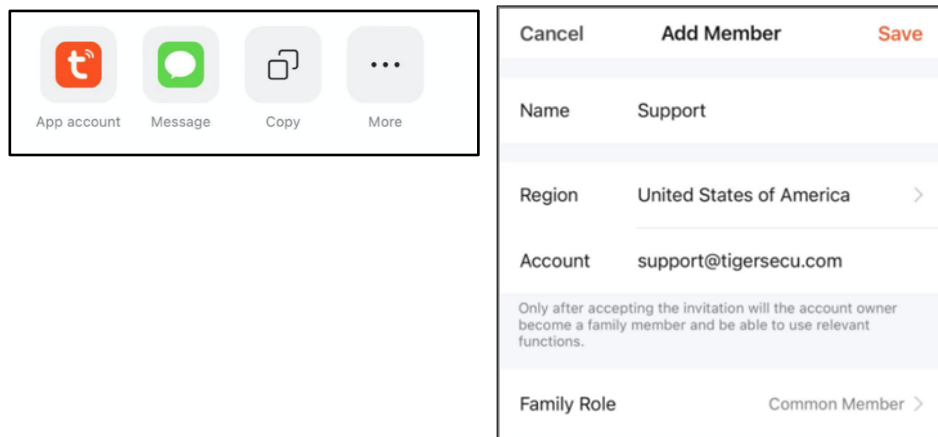 App account
Message
Copy
More
Cancel
Add Member
Save
Name
Support
Region
United States of America
Account
support@tigersecu.com
Only after accepting the invitation will the account owner
become a family member and be able to use relevant
functions.
Family Role
Common Member